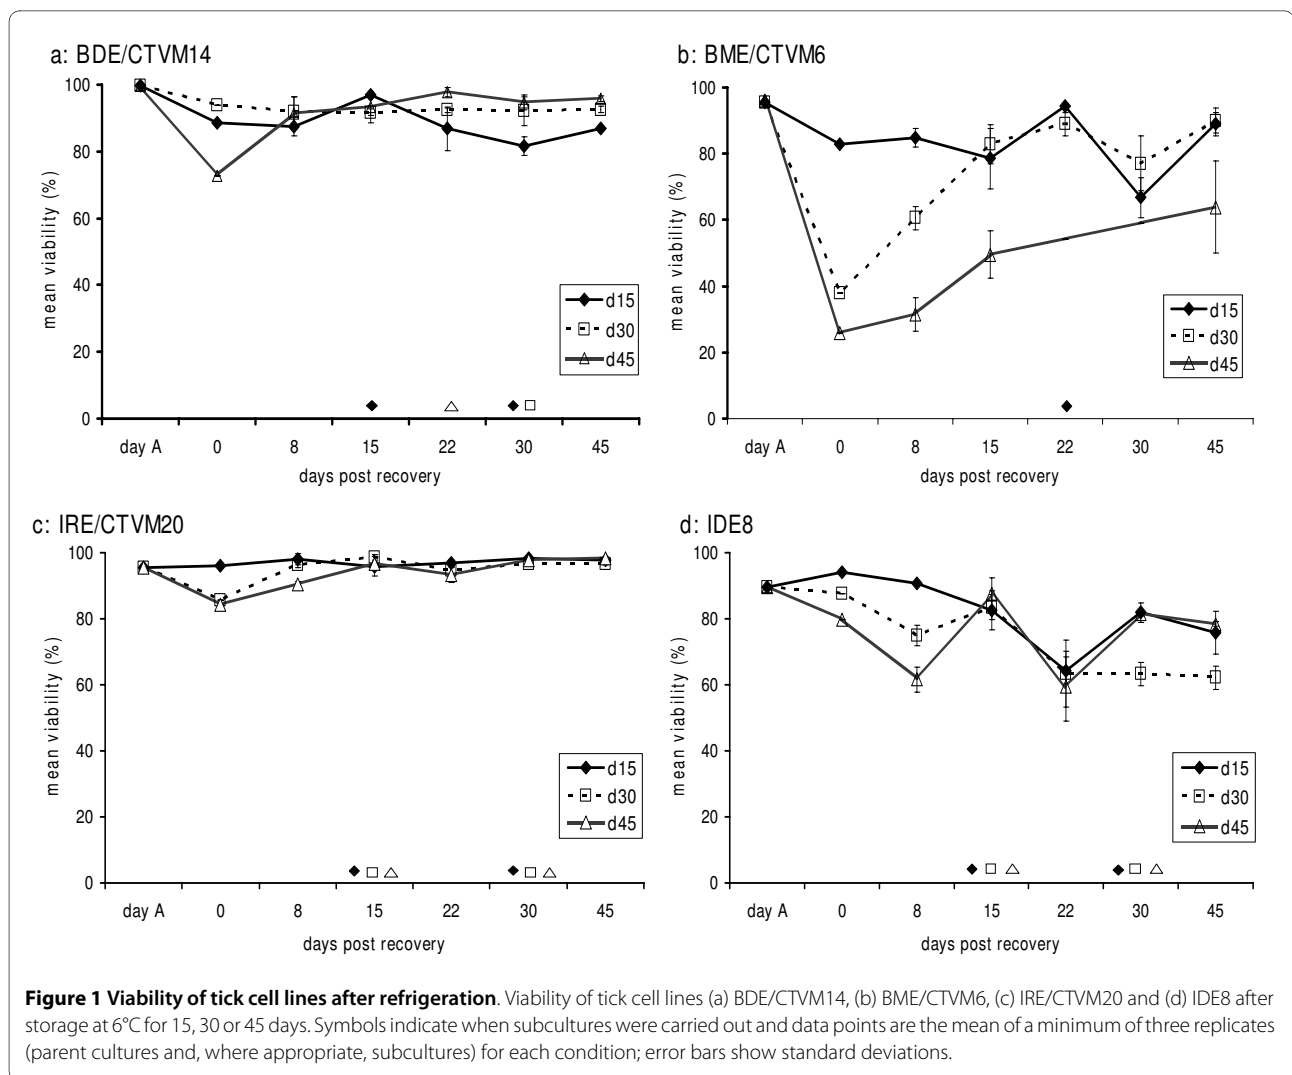 a: BDE/CTVM14
100
80
60
40
20
0
mean viability (%)
d15
d30
d45
day A 0 8 15 22 30 45
days post recovery
b: BME/CTVM6
100
80
60
40
20
0
mean viability (%)
d15
d30
d45
day A 0 8 15 22 30 45
days post recovery
c: IRE/CTVM20
100
80
60
40
20
0
mean viability (%)
d15
d30
d45
day A 0 8 15 22 30 45
days post recovery
d: IDE8
100
80
60
40
20
0
mean viability (%)
d15
d30
d45
day A 0 8 15 22 30 45
days post recovery
Figure 1 Viability of tick cell lines after refrigeration. Viability of tick cell lines (a) BDE/CTVM14, (b) BME/CTVM6, (c) IRE/CTVM20 and (d) IDE8 after
storage at 6°C for 15, 30 or 45 days. Symbols indicate when subcultures were carried out and data points are the mean of a minimum of three replicates
(parent cultures and, where appropriate, subcultures) for each condition; error bars show standard deviations.